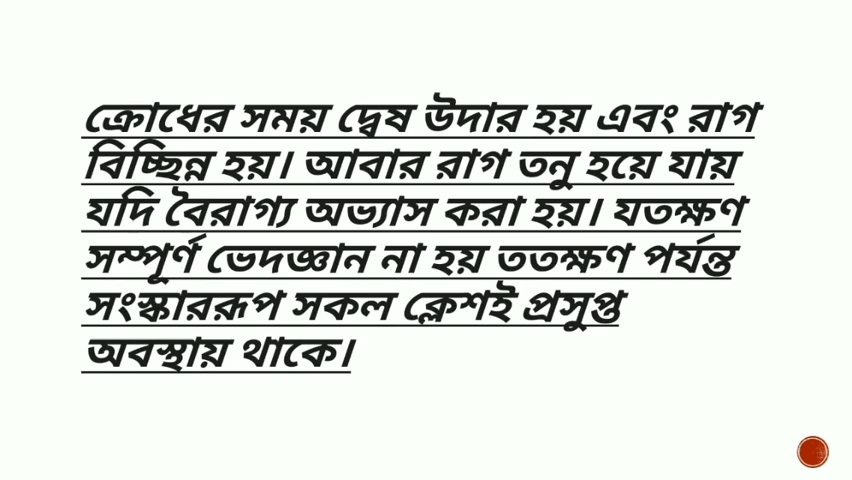 ক্রোধের সময় দ্বেষ উদার হয় এবং রাগ
বিচ্ছিন্ন হয়। আবার রাগ তনু হয়ে যায়
যদি বৈরাগ্য অভ্যাস করা হয়। যতক্ষণ
সম্পূর্ণ ভেদজ্ঞান না হয় ততক্ষণ পর্যন্ত
সংস্কাররূপ সকল ক্লেশই প্রসুপ্ত
অবস্থায় থাকে।